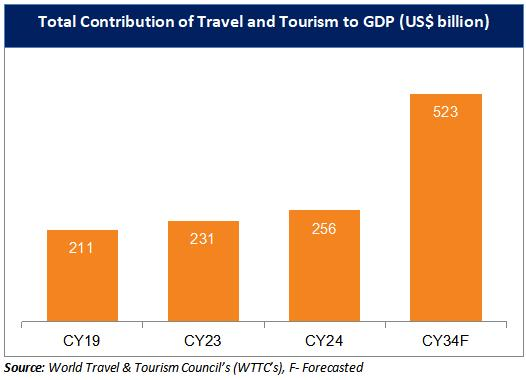 Total Contribution of Travel and Tourism to GDP (US$ billion)
523
256
231
211
CY19 CY23 CY24 CY34F
Source: World Travel & Tourism Council's (WTTC's), F- Forecasted